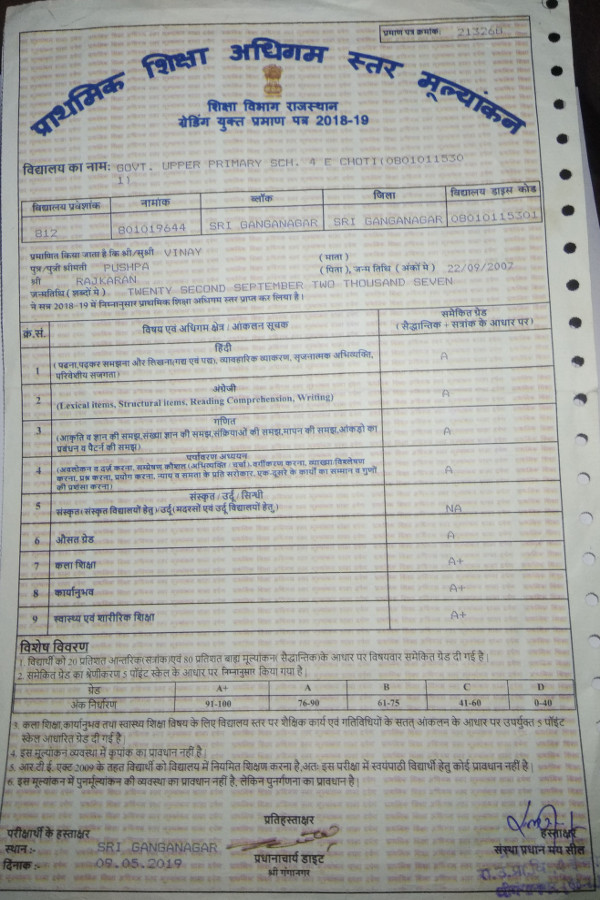 प्रमाण पत्र क्रमांक: 213260
प्राथमिक शिक्षा अधिगम स्तर मूल्यांकन
शिक्षा विभाग राजस्थान
ग्रेडिंग युक्त प्रमाण पत्र 2018-19
विद्यालय का नाम: GOVT. UPPER PRIMARY SCH. 4 E CHOTI(0801011530
1)
विद्यालय प्रवेशांक नामांक ब्लॉक जिला विद्यालय डाइस कोड
812 801019644 SRI GANGANAGAR SRI GANGANAGAR 08010115301
प्रमाणित किया जाता है कि श्री/सुश्री VINAY
पुत्र/पुत्री श्रीमती PUSHPA (माता)
श्री RAJKARAN (पिता), जन्म तिथि (अंकों मे) 22/09/2007
जन्मतिथि (शब्दों मे) TWENTY SECOND SEPTEMBER TWO THOUSAND SEVEN
ने सत्र 2018-19 में निम्नानुसार प्राथमिक शिक्षा अधिगम स्तर प्राप्त कर लिया है।
क्र.सं. विषय एवं अधिगम क्षेत्र / आंकलन सूचक समेकित ग्रेड
(सैद्धान्तिक + सत्रांक के आधार पर)
हिंदी
1 (पढना,पढ़कर समझना और लिखना(गद्य एवं पद्य), व्यावहारिक व्याकरण, सृजनात्मक अभिव्यक्ति, A
परिवेशीय सजगता)
अंग्रेजी
2 (Lexical items, Structural items, Reading Comprehension, Writing) A
गणित
3 (आकृति व ज्ञान की समझ,संख्या ज्ञान की समझ,संक्रियाओं की समझ,मापन की समझ,आंकड़ो का A
प्रबंधन व पैटर्न की समझ)
पर्यावरण अध्ययन
4 (अवलोकन व दर्ज करना, सम्प्रेषण कौशल(अभिव्यक्ति / चर्चा) वर्गीकरण करना, व्याख्या/विश्लेषण A
करना, प्रश्न करना, प्रयोग करना, न्याय व समता के प्रति सरोकार, एक-दूसरे के कार्यों का सम्मान व गुणों
की प्रशंसा करना)
संस्कृत / उर्दू / सिन्धी
5 संस्कृत(संस्कृत विद्यालयों हेतु)/उर्दू(मदरसों एवं उर्दू विद्यालयों हेतु) NA
6 औसत ग्रेड A
7 कला शिक्षा A+
8 कार्यानुभव A+
9 स्वास्थ्य एवं शारीरिक शिक्षा A+
विशेष विवरण
1. विद्यार्थी को 20 प्रतिशत आन्तरिक(सत्रांक)एवं 80 प्रतिशत बाह्य मूल्यांकन( सैद्धान्तिक)के आधार पर विषयवार समेकित ग्रेड दी गई है।
2. समेकित ग्रेड का श्रेणीकरण 5 पॉइंट स्केल के आधार पर निम्नानुसार किया गया है।
ग्रेड A+ A B C D
अंक निर्धारण 91-100 76-90 61-75 41-60 0-40
3. कला शिक्षा,कार्यानुभव तथा स्वास्थ्य शिक्षा विषय के लिए विद्यालय स्तर पर शैक्षिक कार्य एवं गतिविधियों के सतत् आंकलन के आधार पर उपर्युक्त 5 पॉइंट
स्केल आधारित ग्रेड दी गई है।
4. इस मूल्यांकन व्यवस्था में कृपांक का प्रावधान नहीं है।
5. आर.टी.ई. एक्ट 2009 के तहत विद्यार्थी को विद्यालय में नियमित शिक्षण करना है,अतः इस परीक्षा में स्वयंपाठी विद्यार्थी हेतु कोई प्रावधान नहीं है।
6. इस मूल्यांकन में पुनर्मूल्यांकन की व्यवस्था का प्रावधान नहीं है, लेकिन पुनर्गणना का प्रावधान है।
प्रतिहस्ताक्षर
परीक्षार्थी के हस्ताक्षर हस्ताक्षर
स्थान :- SRI GANGANAGAR प्रधानाचार्य डाइट संस्था प्रधान मय सील
दिनांक :- 09.05.2019 श्री गंगानगर